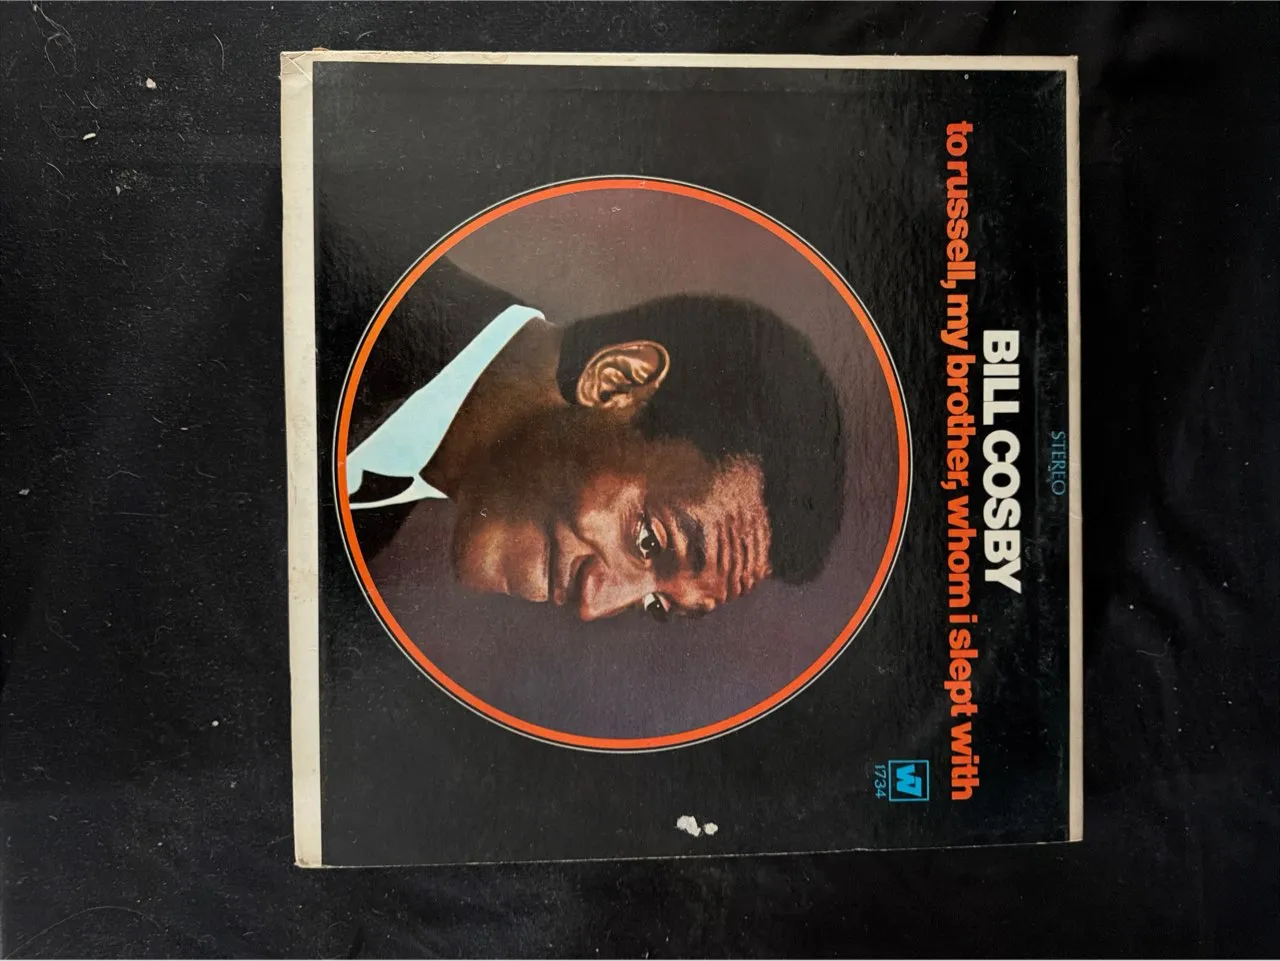 STEREO
BILL COSBY
to russell, my brother, whom i slept with
W7
1734